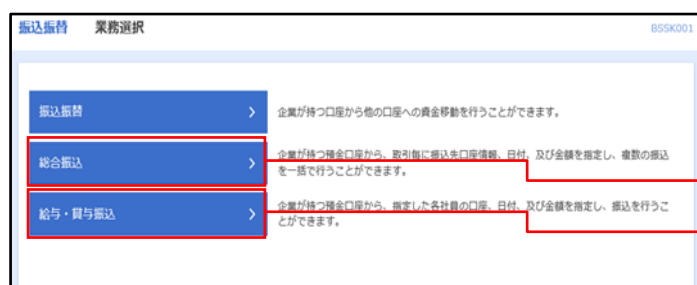 振込振替 業務選択 BSSK001
振込振替
企業が持つ口座から他の口座への資金移動を行うことができます。
総合振込
企業が持つ預金口座から、取引毎に振込先口座情報、日付、及び金額を指定し、複数の振込
を一括で行うことができます。
給与・賞与振込
企業が持つ預金口座から、指定した各社員の口座、日付、及び金額を指定し、振込を行うこ
とができます。